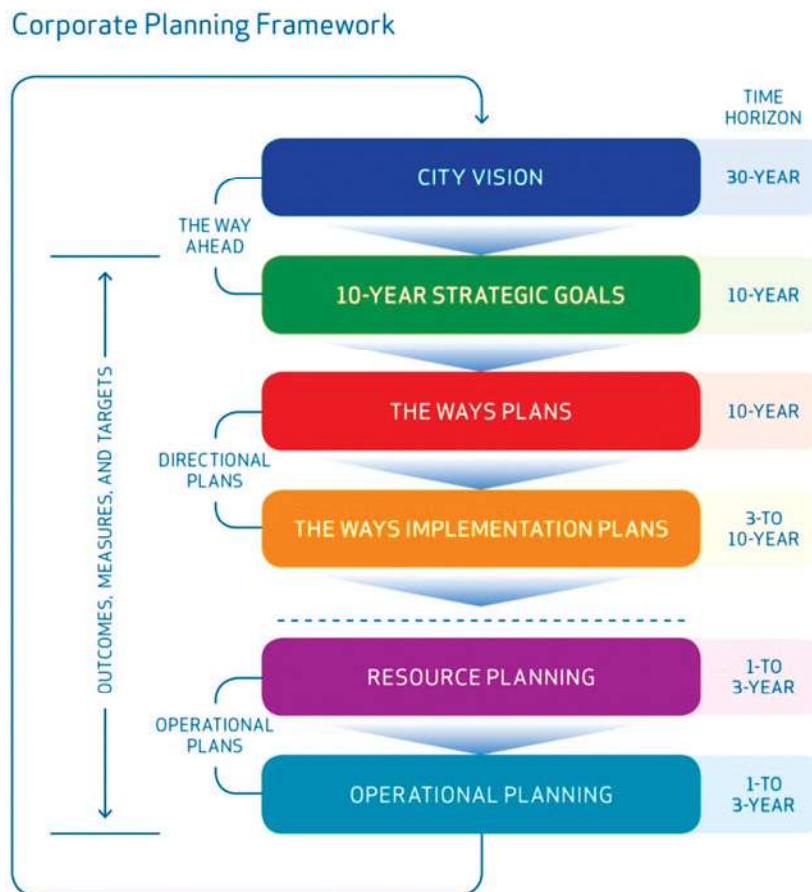 Corporate Planning Framework
TIME
HORIZON
CITY VISION
30-YEAR
THE WAY
AHEAD
10-YEAR STRATEGIC GOALS
10-YEAR
THE WAYS PLANS
10-YEAR
DIRECTIONAL
PLANS
THE WAYS IMPLEMENTATION PLANS
3-TO
10-YEAR
OUTCOMES, MEASURES, AND TARGETS
RESOURCE PLANNING
1-TO
3-YEAR
OPERATIONAL
PLANS
OPERATIONAL PLANNING
1-TO
3-YEAR